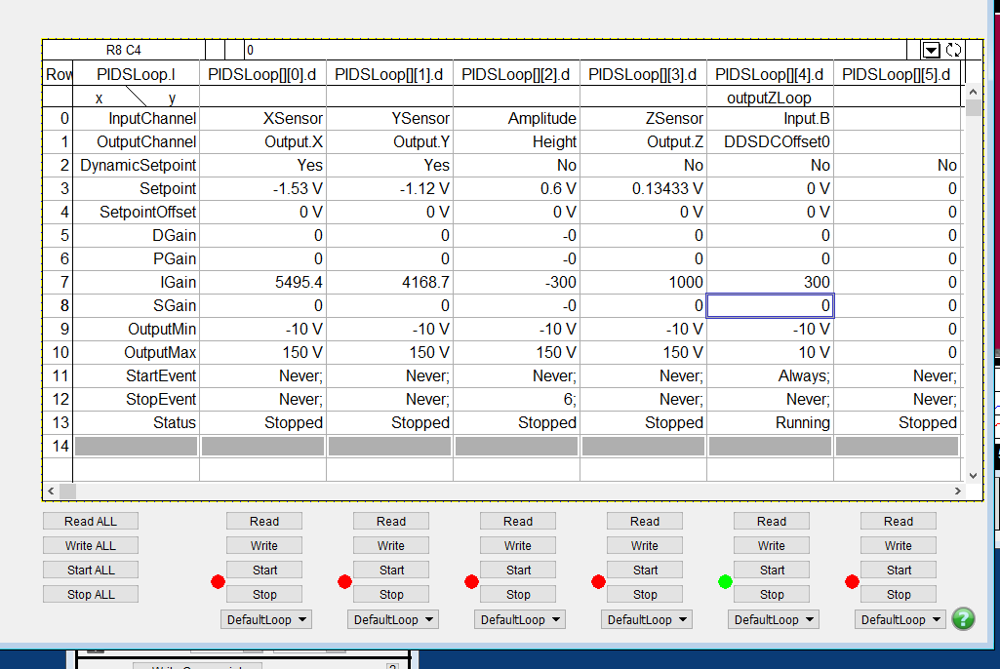 R8 C4 0
Row PIDSLoop.l PIDSLoop[][0].d PIDSLoop[][1].d PIDSLoop[][2].d PIDSLoop[][3].d PIDSLoop[][4].d PIDSLoop[][5].d
x y outputZLoop
0 InputChannel XSensor YSensor Amplitude ZSensor Input.B
1 OutputChannel Output.X Output.Y Height Output.Z DDSDCOffset0
2 DynamicSetpoint Yes Yes No No No No
3 Setpoint -1.53 V -1.12 V 0.6 V 0.13433 V 0 V 0
4 SetpointOffset 0 V 0 V 0 V 0 V 0 V 0
5 DGain 0 0 -0 0 0 0
6 PGain 0 0 -0 0 0 0
7 IGain 5495.4 4168.7 -300 1000 300 0
8 SGain 0 0 -0 0 0 0
9 OutputMin -10 V -10 V -10 V -10 V -10 V 0
10 OutputMax 150 V 150 V 150 V 150 V 10 V 0
11 StartEvent Never; Never; Never; Never; Always; Never;
12 StopEvent Never; Never; 6; Never; Never; Never;
13 Status Stopped Stopped Stopped Stopped Running Stopped
14
Read ALL Read Read Read Read Read Read
Write ALL Write Write Write Write Write Write
Start ALL Start Start Start Start Start Start
Stop ALL Stop Stop Stop Stop Stop Stop
DefaultLoop DefaultLoop DefaultLoop DefaultLoop DefaultLoop DefaultLoop ?